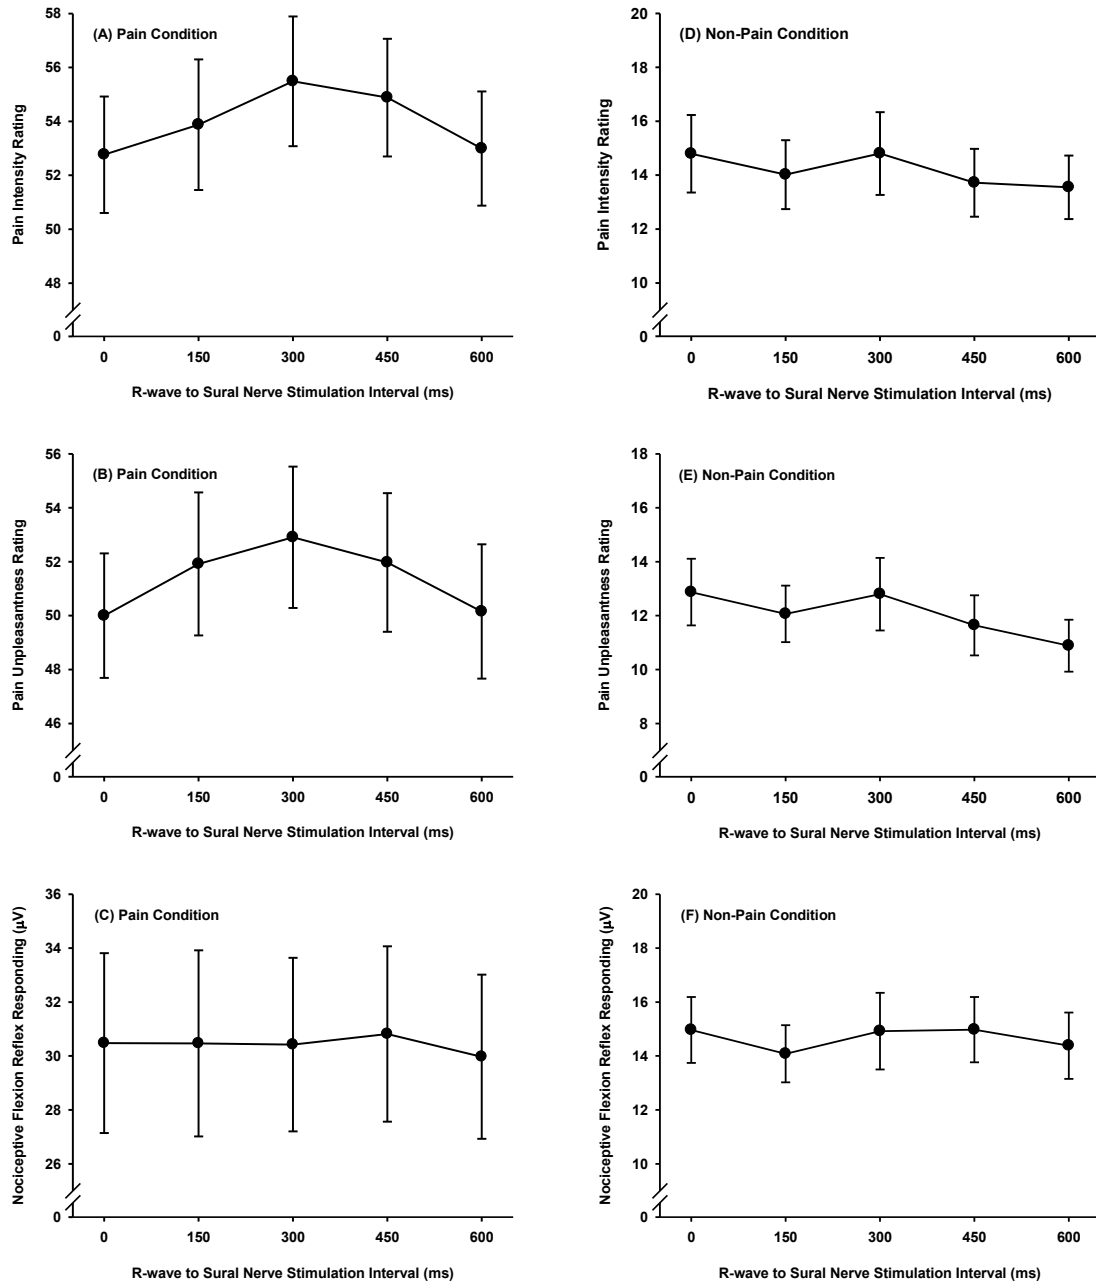 (A) Pain Condition
Pain Intensity Rating
58
56
54
52
50
48
0
0 150 300 450 600
R-wave to Sural Nerve Stimulation Interval (ms)
(D) Non-Pain Condition
Pain Intensity Rating
20
18
16
14
12
10
0
0 150 300 450 600
R-wave to Sural Nerve Stimulation Interval (ms)
(B) Pain Condition
Pain Unpleasantness Rating
56
54
52
50
48
46
0
0 150 300 450 600
R-wave to Sural Nerve Stimulation Interval (ms)
(E) Non-Pain Condition
Pain Unpleasantness Rating
18
16
14
12
10
8
0
0 150 300 450 600
R-wave to Sural Nerve Stimulation Interval (ms)
(C) Pain Condition
Nociceptive Flexion Reflex Responding (µV)
36
34
32
30
28
26
0
0 150 300 450 600
R-wave to Sural Nerve Stimulation Interval (ms)
(F) Non-Pain Condition
Nociceptive Flexion Reflex Responding (µV)
20
18
16
14
12
10
0
0 150 300 450 600
R-wave to Sural Nerve Stimulation Interval (ms)